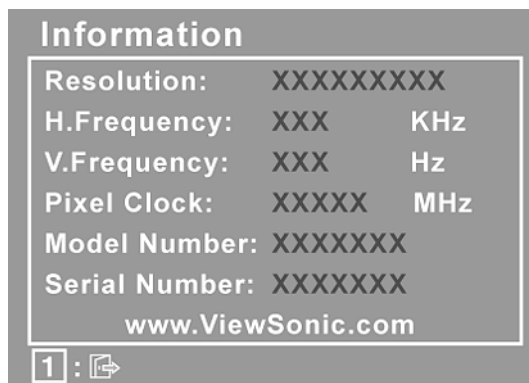 Information
Resolution: XXXXXXXXX
H.Frequency: XXX KHz
V.Frequency: XXX Hz
Pixel Clock: XXXXX MHz
Model Number: XXXXXXX
Serial Number: XXXXXXX
www.ViewSonic.com
1 :